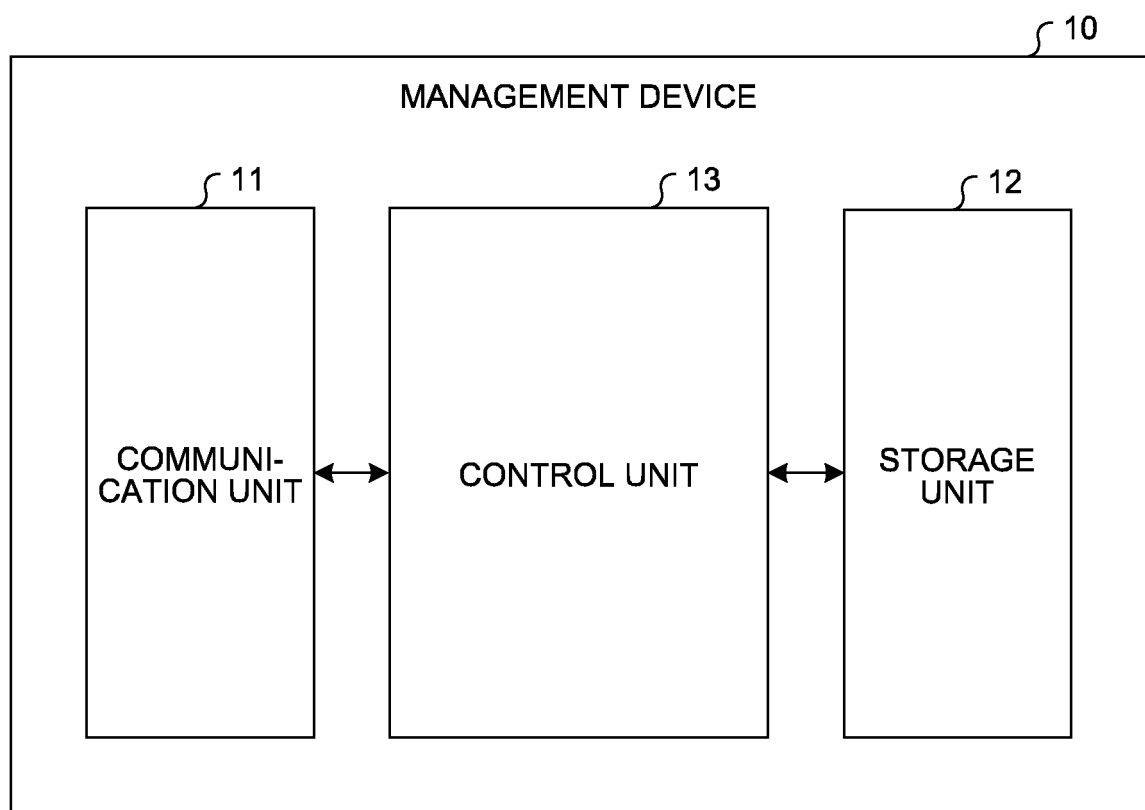 10
MANAGEMENT DEVICE
11
13
12
COMMUNI-
CATION UNIT
CONTROL UNIT
STORAGE
UNIT